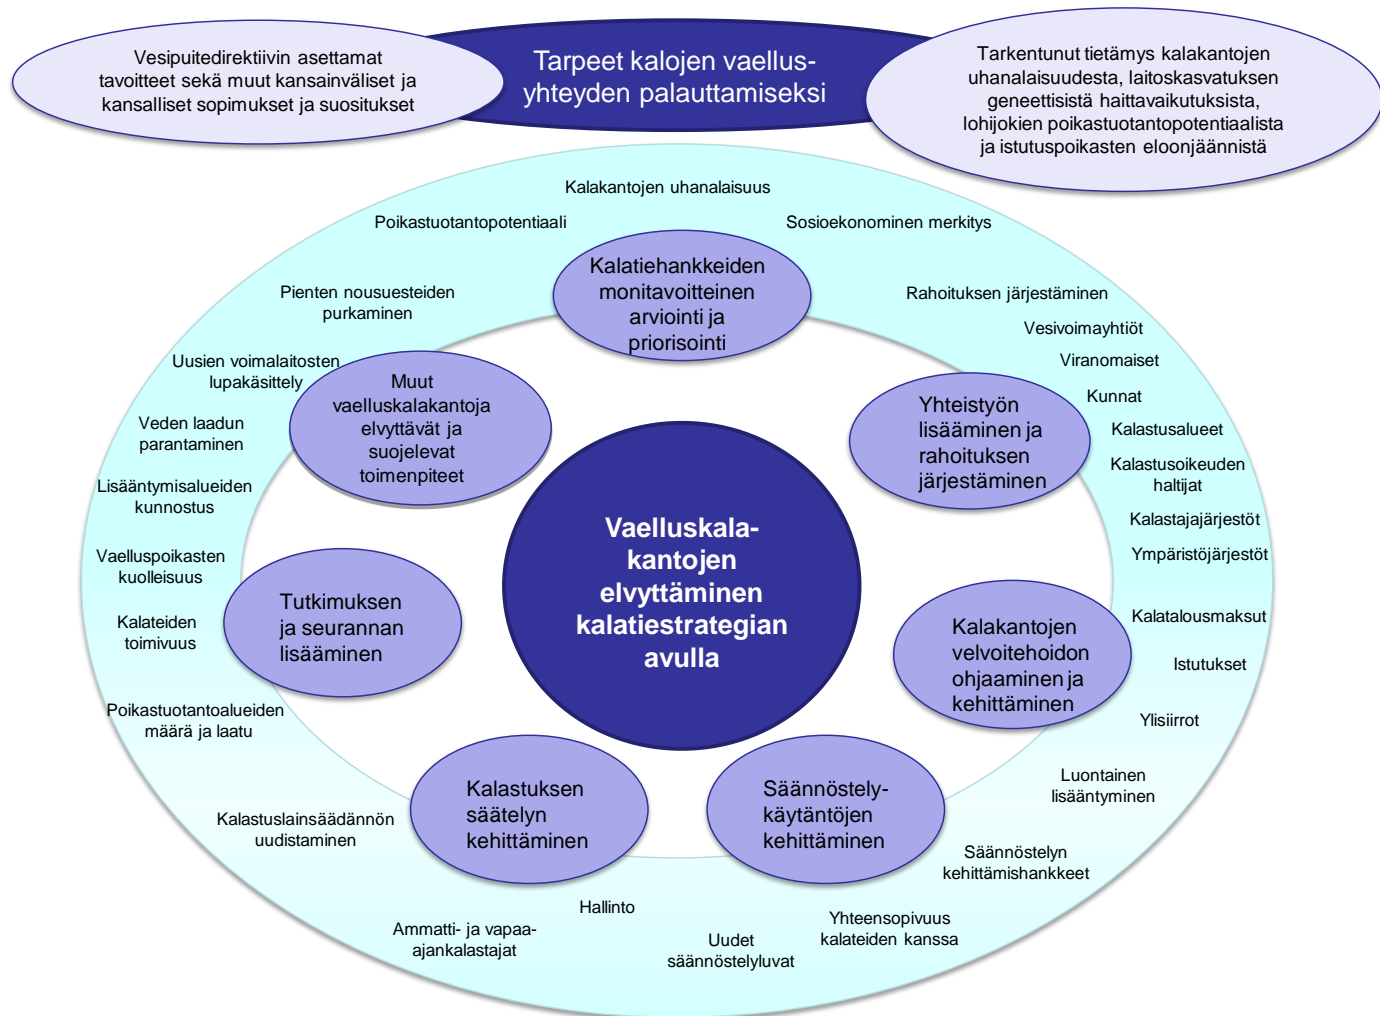 Vesipuitedirektiivin asettamat
tavoitteet sekä muut kansainväliset ja
kansalliset sopimukset ja suositukset
Tarpeet kalojen vaellus-
yhteyden palauttamiseksi
Tarkentunut tietämys kalakantojen
uhanalaisuudesta, laitoskasvatuksen
geneettisistä haittavaikutuksista,
lohijokien poikastuotantopotentiaalista
ja istutuspoikasten eloonjäännistä
Kalakantojen uhanalaisuus
Poikastuotantopotentiaali
Sosioekonominen merkitys
Kalatiehankkeiden
monitavoitteinen
arviointi ja
priorisointi
Pienten nousuesteiden
purkaminen
Rahoituksen järjestäminen
Vesivoimayhtiöt
Viranomaiset
Kunnat
Kalastusalueet
Kalastusoikeuden
haltijat
Kalastajajärjestöt
Ympäristöjärjestöt
Uusien voimalaitosten
lupakäsittely
Muut
vaelluskalakantoja
elvyttävät ja
suojelevat
toimenpiteet
Yhteistyön
lisääminen ja
rahoituksen
järjestäminen
Veden laadun
parantaminen
Lisääntymisalueiden
kunnostus
Vaelluskala-
kantojen
elvyttäminen
kalatiestrategian
avulla
Vaelluspoikasten
kuolleisuus
Kalateiden
toimivuus
Tutkimuksen
ja seurannan
lisääminen
Kalakantojen
velvoitehoidon
ohjaaminen ja
kehittäminen
Kalatalousmaksut
Istutukset
Ylisiirrot
Luontainen
lisääntyminen
Poikastuotantoalueiden
määrä ja laatu
Kalastuksen
säätelyn
kehittäminen
Säännöstely-
käytäntöjen
kehittäminen
Kalastuslainsäädännön
uudistaminen
Säännöstelyn
kehittämishankkeet
Hallinto
Ammatti- ja vapaa-
ajankalastajat
Uudet
säännöstelyluvat
Yhteensopivuus
kalateiden kanssa